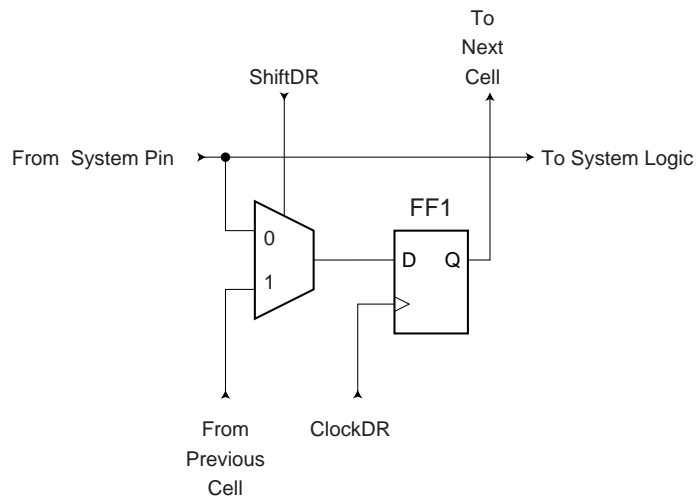 To
Next
Cell
ShiftDR
From System Pin
To System Logic
FF1
0
1
D Q
From
Previous
Cell
ClockDR